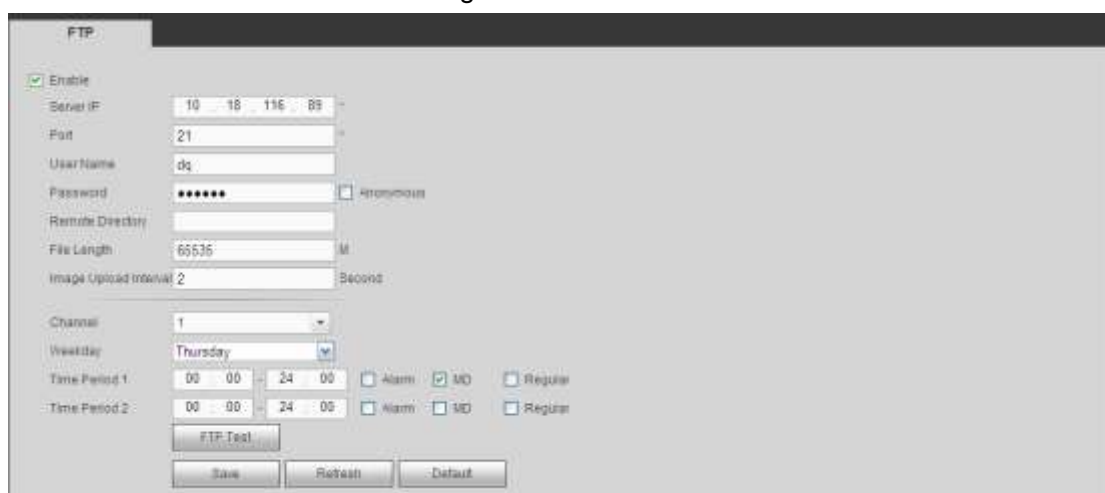 FTP
Enable
Server IP 10 . 18 . 116 . 89 *
Port 21 *
User Name dq
Password ●●●●●● Anonymous
Remote Directory
File Length 65535 M
Image Upload Interval 2 Second
Channel 1
Weekday Thursday
Time Period 1 00 : 00 - 24 : 00 Alarm MD Regular
Time Period 2 00 : 00 - 24 : 00 Alarm MD Regular
FTP Test
Save Refresh Default